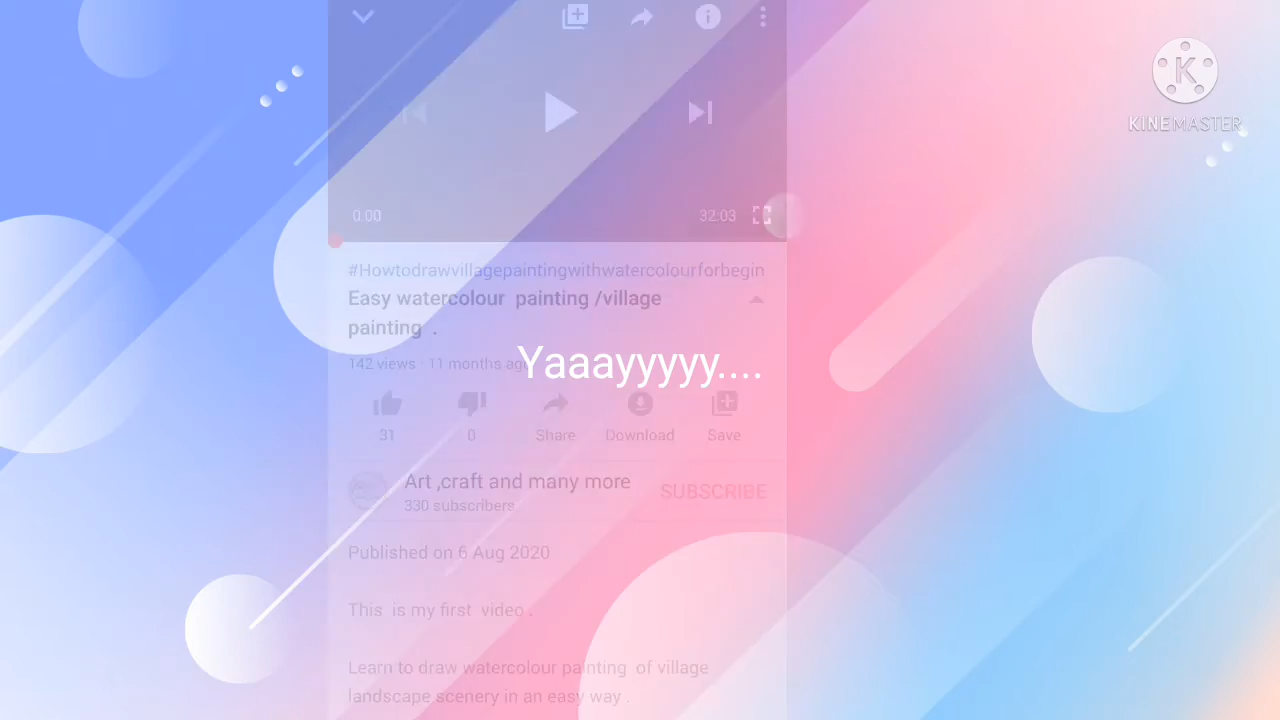 KINEMASTER
0:00
32:03
#Howtodrawvillagepaintingwithwatercolourforbegin
Easy watercolour painting /village
painting .
142 views · 11 months ago
Yaaayyyyy....
31
0
Share
Download
Save
Art ,craft and many more
330 subscribers
SUBSCRIBE
Published on 6 Aug 2020
This is my first video .
Learn to draw watercolour painting of village
landscape scenery in an easy way .